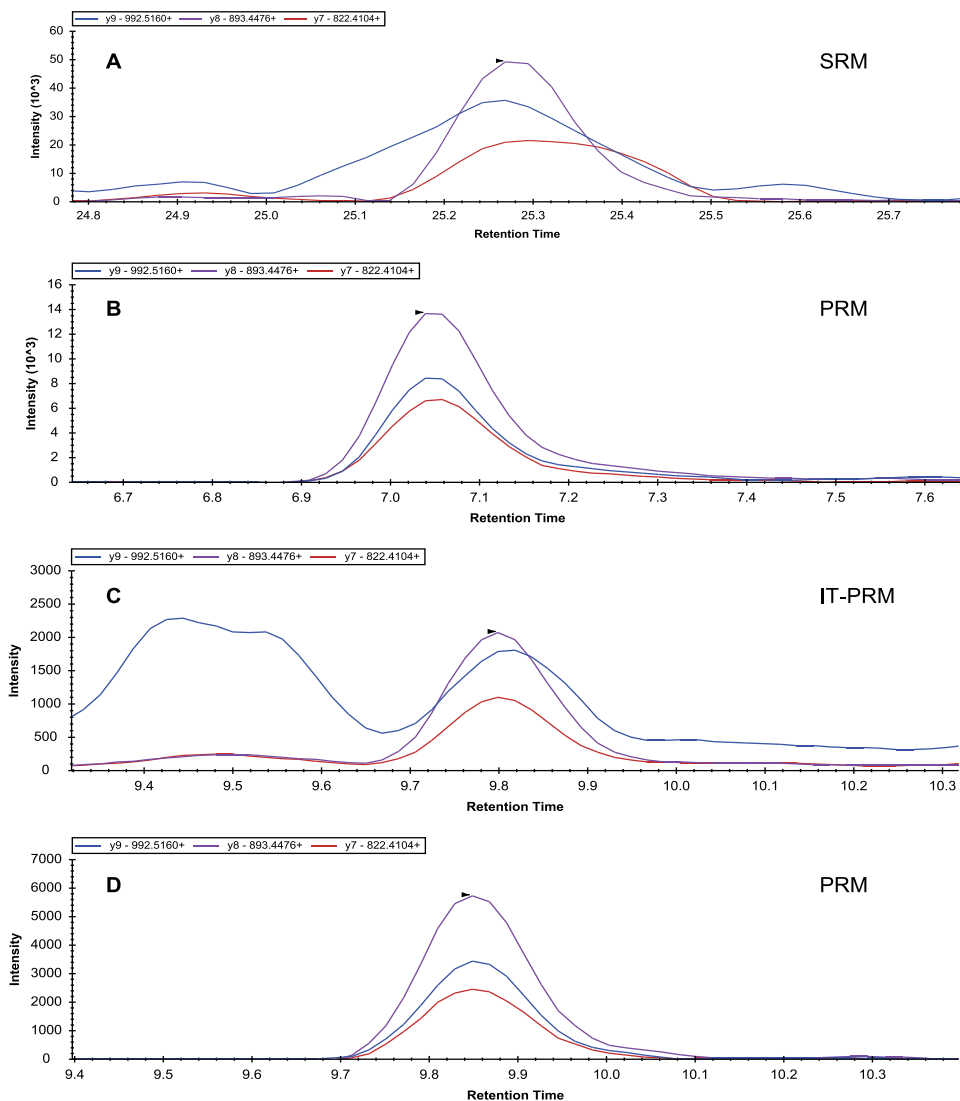 y9 - 992.5160+ y8 - 893.4476+ y7 - 822.4104+
A SRM
Intensity (10^3)
60
50
40
30
20
10
0
24.8 24.9 25.0 25.1 25.2 25.3 25.4 25.5 25.6 25.7
Retention Time
y9 - 992.5160+ y8 - 893.4476+ y7 - 822.4104+
B PRM
Intensity (10^3)
16
14
12
10
8
6
4
2
0
6.7 6.8 6.9 7.0 7.1 7.2 7.3 7.4 7.5 7.6
Retention Time
y9 - 992.5160+ y8 - 893.4476+ y7 - 822.4104+
C IT-PRM
Intensity
3000
2500
2000
1500
1000
500
0
9.4 9.5 9.6 9.7 9.8 9.9 10.0 10.1 10.2 10.3
Retention Time
y9 - 992.5160+ y8 - 893.4476+ y7 - 822.4104+
D PRM
Intensity
7000
6000
5000
4000
3000
2000
1000
0
9.4 9.5 9.6 9.7 9.8 9.9 10.0 10.1 10.2 10.3
Retention Time